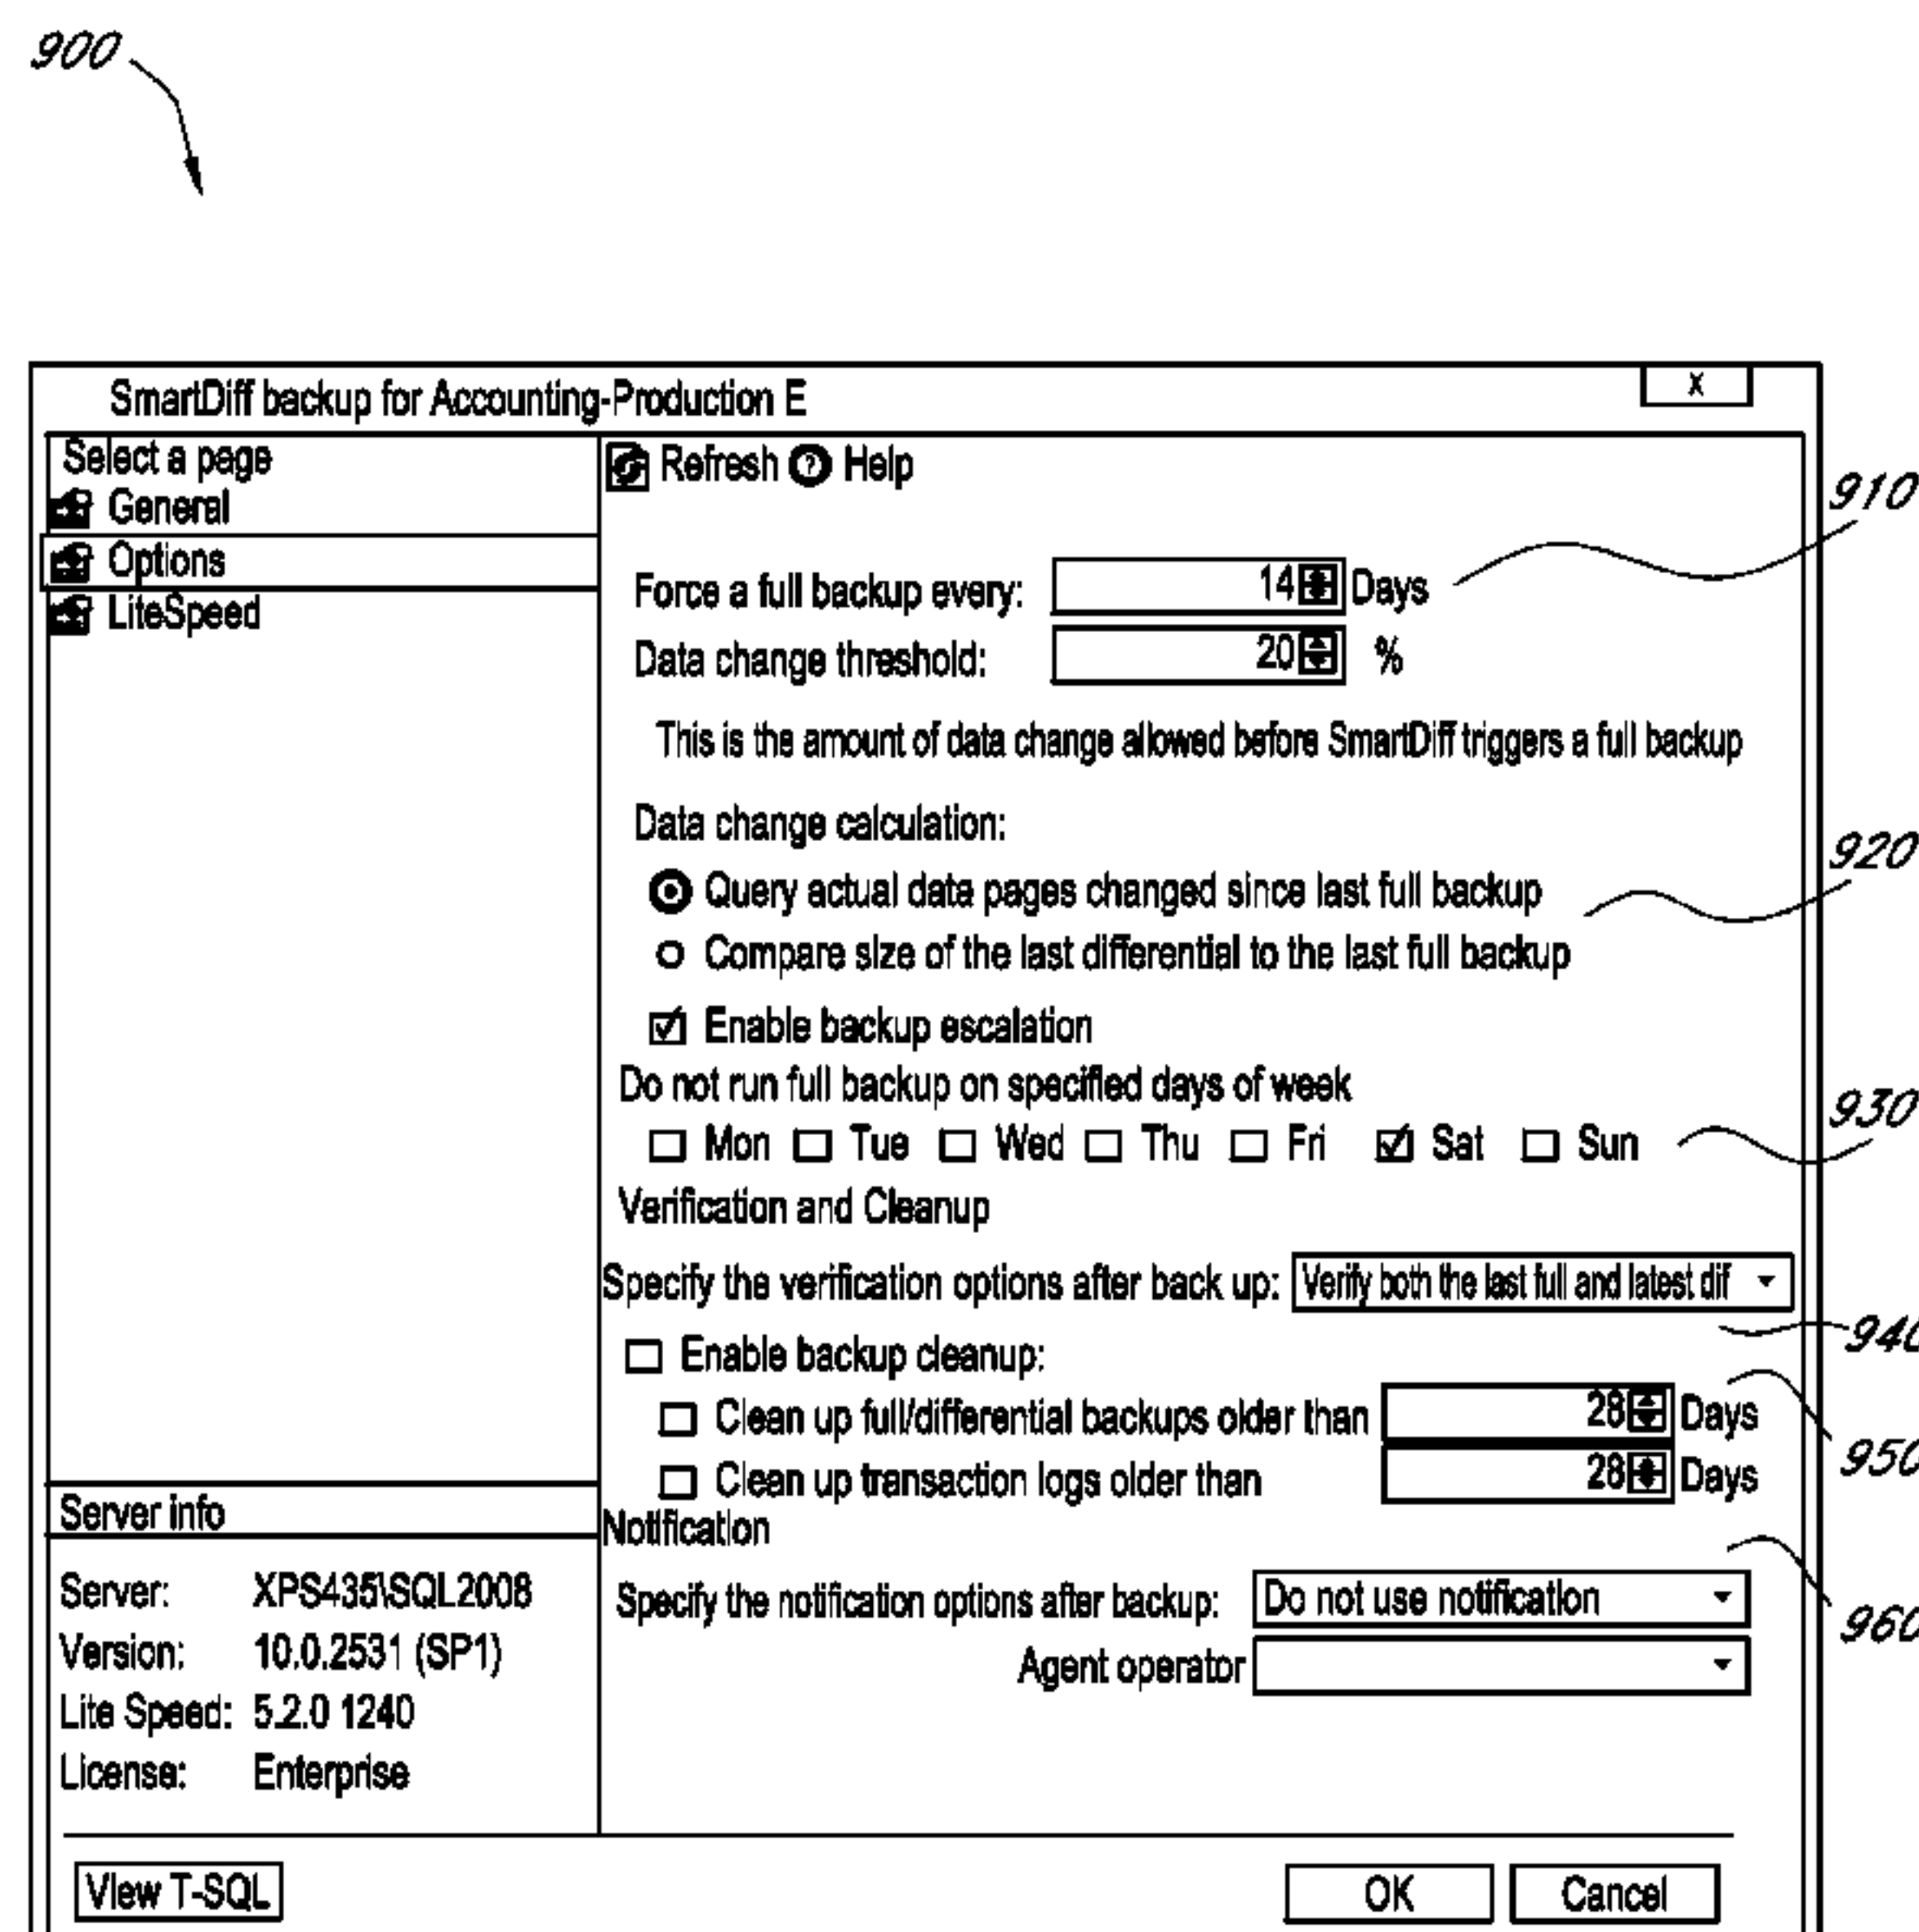 900
SmartDiff backup for Accounting-Production E
X
Select a page
General
Options
LiteSpeed
Refresh ? Help
910
Force a full backup every: 14 Days
Data change threshold: 20 %
This is the amount of data change allowed before SmartDiff triggers a full backup
Data change calculation:
920
Query actual data pages changed since last full backup
Compare size of the last differential to the last full backup
Enable backup escalation
Do not run full backup on specified days of week
930
Mon Tue Wed Thu Fri Sat Sun
Verification and Cleanup
Specify the verification options after back up: Verify both the last full and latest dif
940
Enable backup cleanup:
Clean up full/differential backups older than 28 Days
950
Clean up transaction logs older than 28 Days
Notification
Specify the notification options after backup: Do not use notification
960
Agent operator
Server info
Server: XPS435\SQL2008
Version: 10.0.2531 (SP1)
Lite Speed: 5.2.0 1240
License: Enterprise
View T-SQL
OK
Cancel